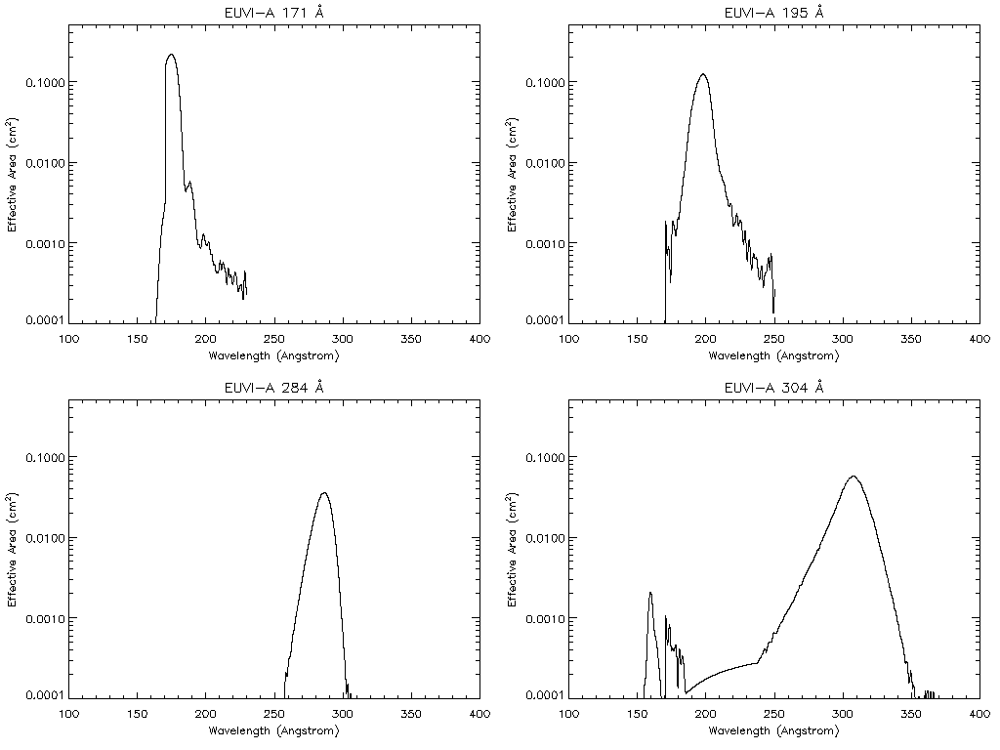 EUVI-A 171 Å
Effective Area (cm²)
0.1000
0.0100
0.0010
0.0001
100 150 200 250 300 350 400
Wavelength (Angstrom)
EUVI-A 195 Å
Effective Area (cm²)
0.1000
0.0100
0.0010
0.0001
100 150 200 250 300 350 400
Wavelength (Angstrom)
EUVI-A 284 Å
Effective Area (cm²)
0.1000
0.0100
0.0010
0.0001
100 150 200 250 300 350 400
Wavelength (Angstrom)
EUVI-A 304 Å
Effective Area (cm²)
0.1000
0.0100
0.0010
0.0001
100 150 200 250 300 350 400
Wavelength (Angstrom)